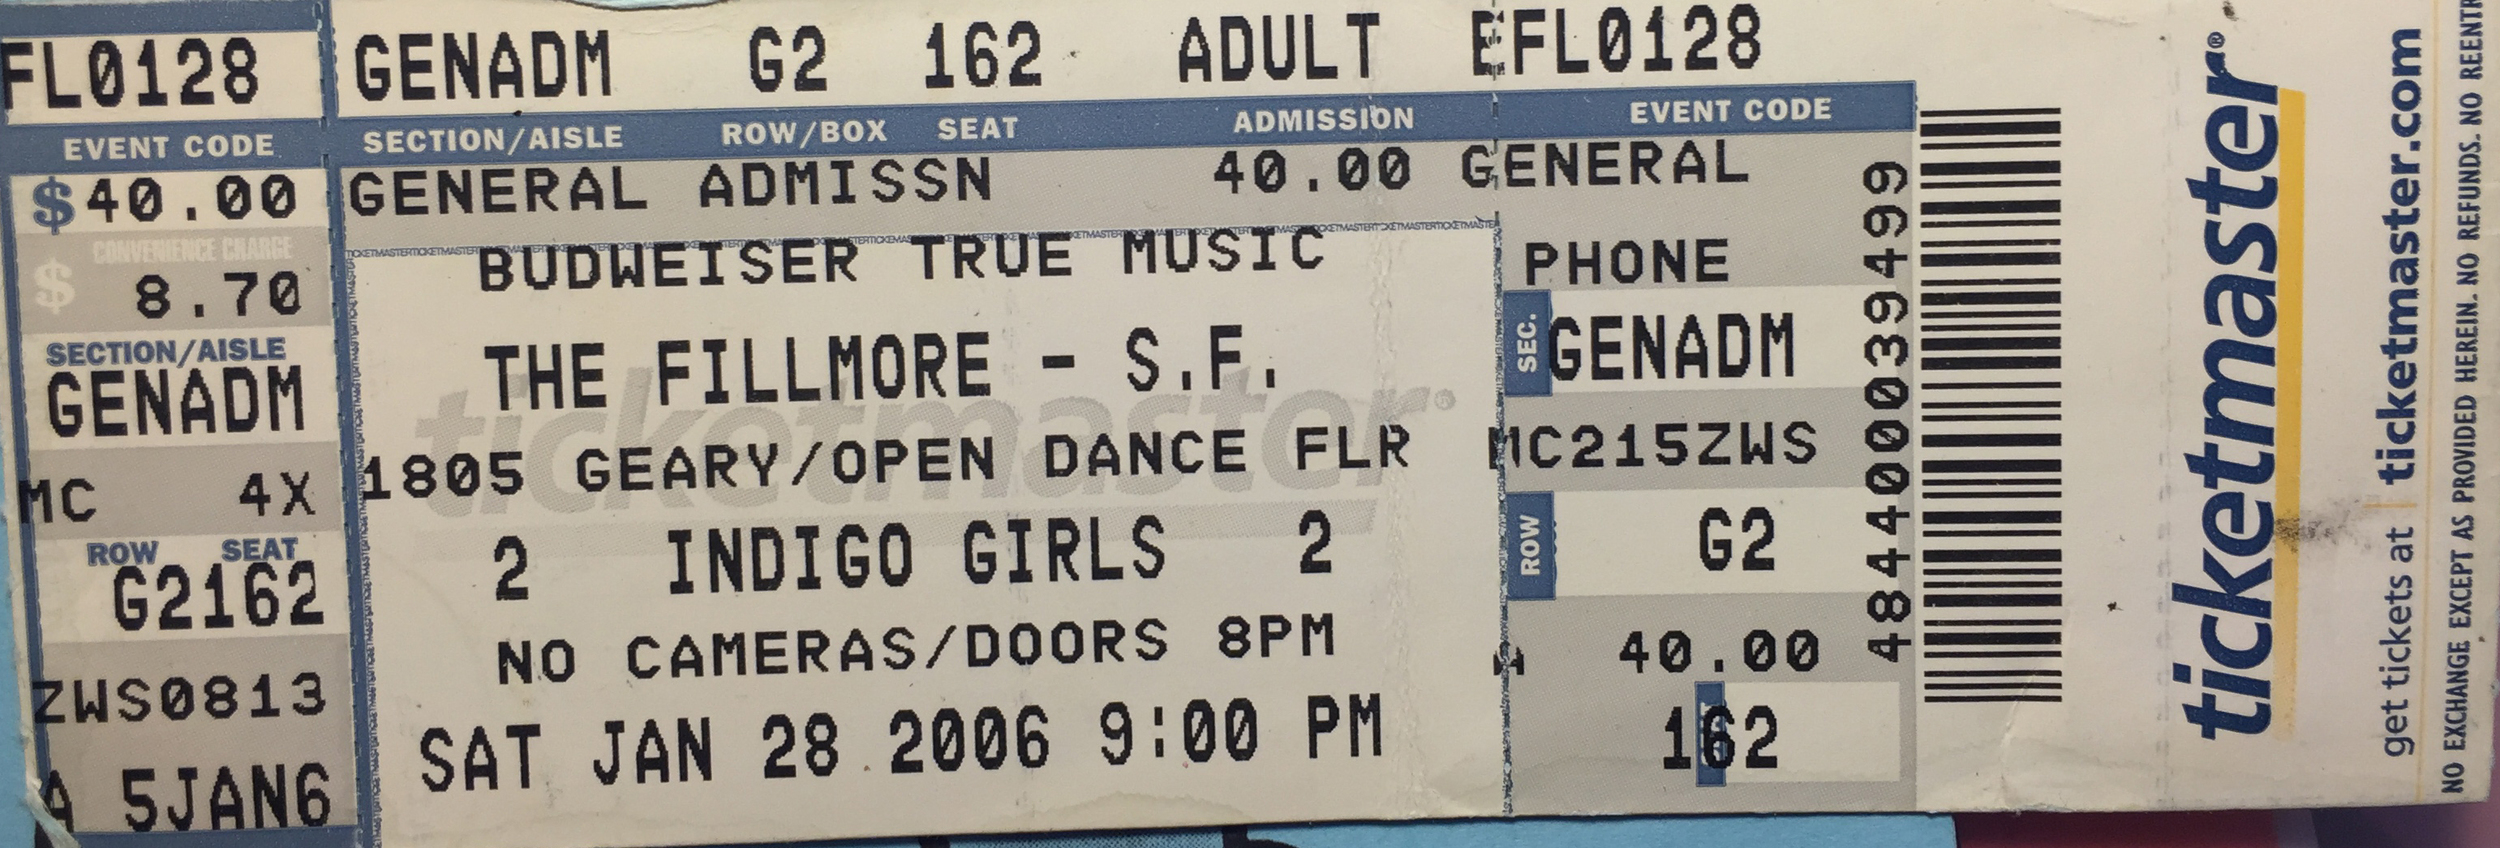 FL0128
EVENT CODE
$40.00
CONVENIENCE CHARGE
$ 8.70
SECTION/AISLE
GENADM
MC 4X
ROW SEAT
G2162
ZWS0813
A 5JAN6
GENADM G2 162 ADULT EFL0128
SECTION/AISLE ROW/BOX SEAT ADMISSION EVENT CODE
GENERAL ADMISSN 40.00 GENERAL
BUDWEISER TRUE MUSIC
THE FILLMORE - S.F.
1805 GEARY/OPEN DANCE FLR
2 INDIGO GIRLS 2
NO CAMERAS/DOORS 8PM
SAT JAN 28 2006 9:00 PM
PHONE
SEC.
GENADM
MC215ZWS
ROW
G2
A 40.00
162
4844000394999
ticketmaster®
ticketmaster®
get tickets at ticketmaster.com
NO EXCHANGE EXCEPT AS PROVIDED HEREIN. NO REFUNDS. NO REENTR